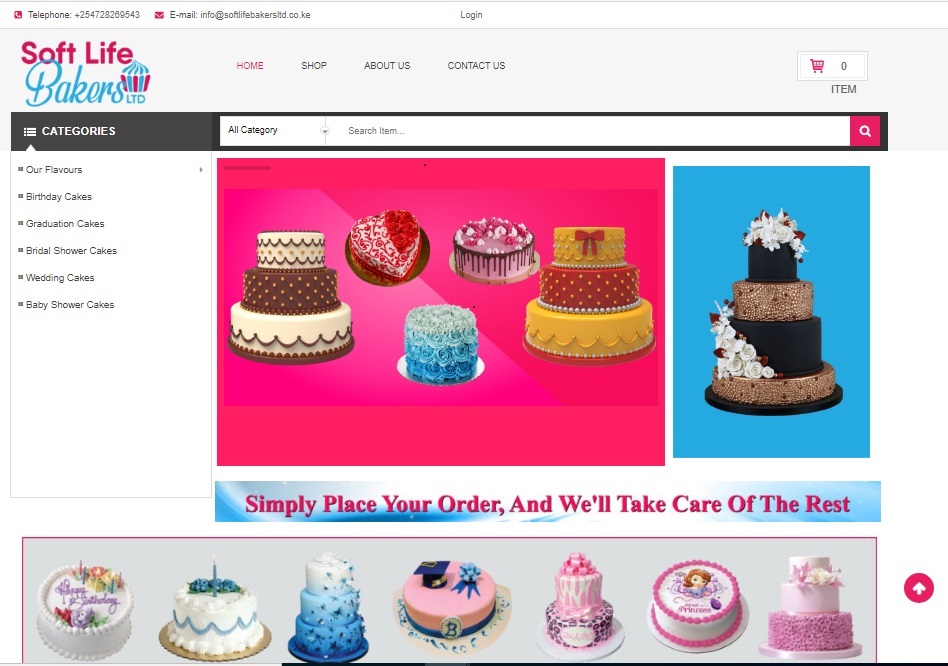 Telephone: +254728269543
E-mail: info@softlifebakersltd.co.ke
Login
Soft Life
Bakers LTD
HOME
SHOP
ABOUT US
CONTACT US
0
ITEM
CATEGORIES
All Category
Search Item...
Our Flavours
Birthday Cakes
Graduation Cakes
Bridal Shower Cakes
Wedding Cakes
Baby Shower Cakes
Simply Place Your Order, And We'll Take Care Of The Rest
Happy
Birthday
B
Princess